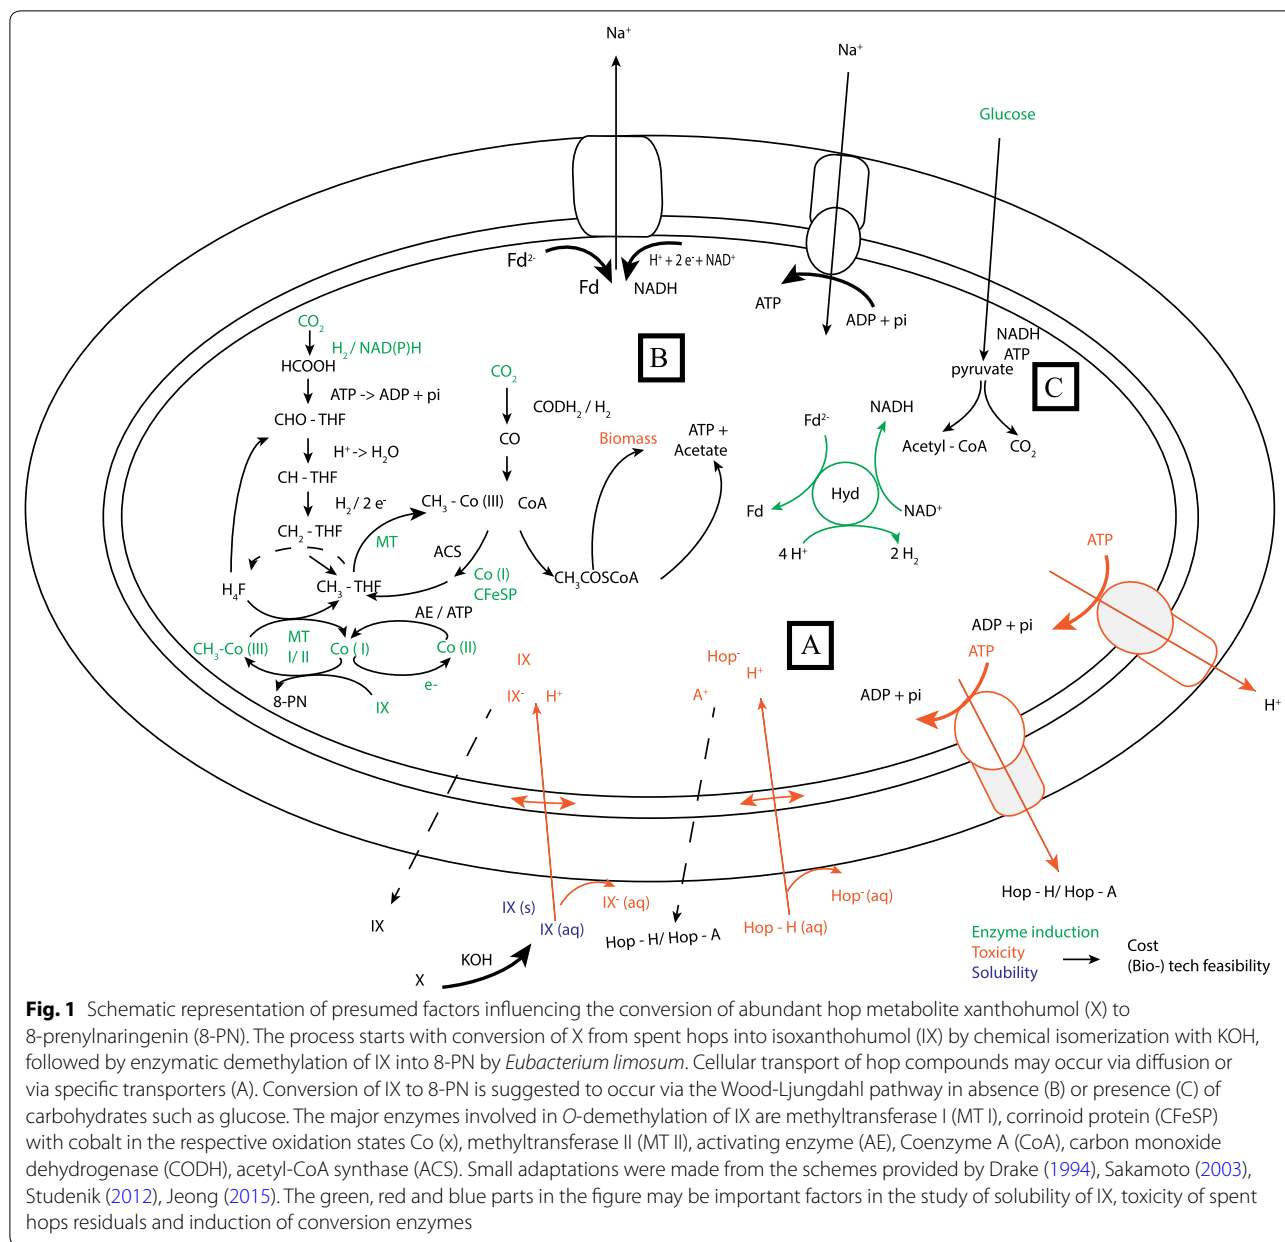 Na⁺
Na⁺
Glucose
Fd²⁻
H⁺ + 2 e⁻ + NAD⁺
Fd
NADH
ATP
ADP + pi
CO₂
H₂ / NAD(P)H
HCOOH
B
NADH
ATP
pyruvate
C
CO₂
ATP -> ADP + pi
CODH₂ / H₂
CHO - THF
NADH
Fd²⁻
ATP +
Acetate
Biomass
CO
Acetyl - CoA
CO₂
H⁺ -> H₂O
CH - THF
H₂ / 2 e⁻
CH₃ - Co (III)
CoA
Hyd
Fd
NAD⁺
CH₂ - THF
MT
ACS
4 H⁺
2 H₂
ATP
H₄F
CH₃ - THF
Co (I)
CFeSP
CH₃COSCoA
AE / ATP
ADP + pi
CH₃-Co (III)
MT
I/ II
Co ( I)
Co (II)
A
ATP
IX
Hop⁻
H⁺
e-
8-PN
IX
IX⁻
H⁺
A⁺
ADP + pi
H⁺
IX (s)
IX⁻ (aq)
Hop⁻(aq)
Hop - H/ Hop - A
IX
IX (aq)
Hop - H/ Hop - A
Hop - H (aq)
KOH
X
Enzyme induction
Toxicity
Solubility
Cost
(Bio-) tech feasibility
Fig. 1 Schematic representation of presumed factors influencing the conversion of abundant hop metabolite xanthohumol (X) to
8-prenylnaringenin (8-PN). The process starts with conversion of X from spent hops into isoxanthohumol (IX) by chemical isomerization with KOH,
followed by enzymatic demethylation of IX into 8-PN by Eubacterium limosum. Cellular transport of hop compounds may occur via diffusion or
via specific transporters (A). Conversion of IX to 8-PN is suggested to occur via the Wood-Ljungdahl pathway in absence (B) or presence (C) of
carbohydrates such as glucose. The major enzymes involved in O-demethylation of IX are methyltransferase I (MT I), corrinoid protein (CFeSP)
with cobalt in the respective oxidation states Co (x), methyltransferase II (MT II), activating enzyme (AE), Coenzyme A (CoA), carbon monoxide
dehydrogenase (CODH), acetyl-CoA synthase (ACS). Small adaptations were made from the schemes provided by Drake (1994), Sakamoto (2003),
Studenik (2012), Jeong (2015). The green, red and blue parts in the figure may be important factors in the study of solubility of IX, toxicity of spent
hops residuals and induction of conversion enzymes